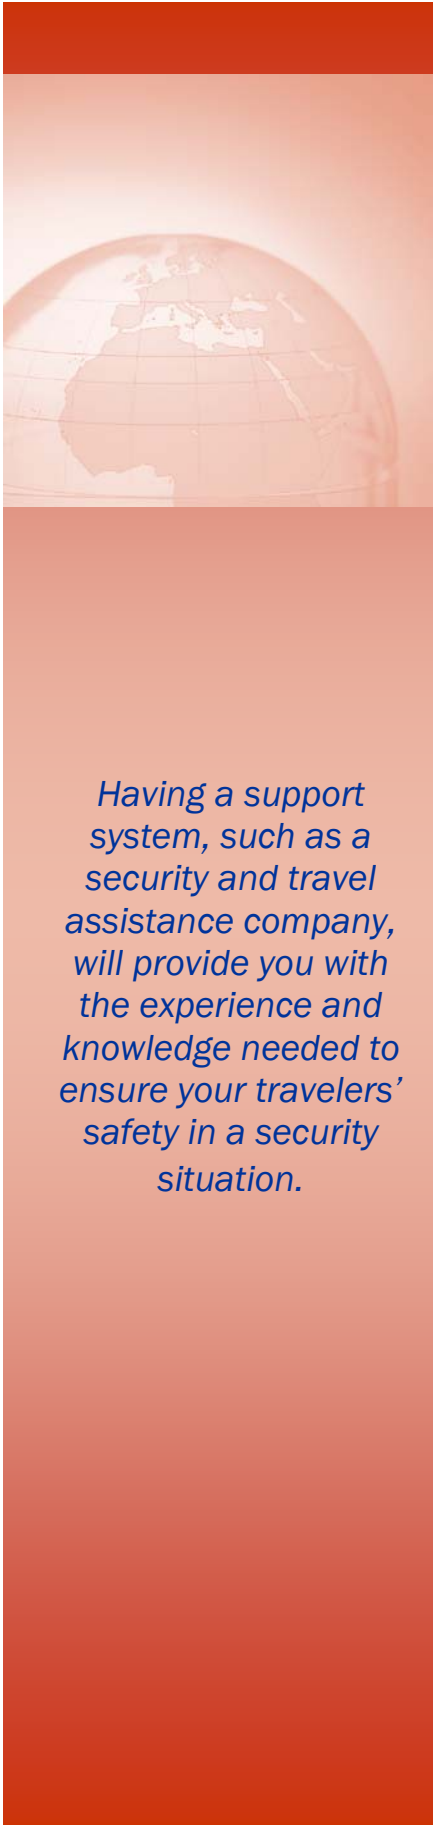 Having a support
system, such as a
security and travel
assistance company,
will provide you with
the experience and
knowledge needed to
ensure your travelers’
safety in a security
situation.